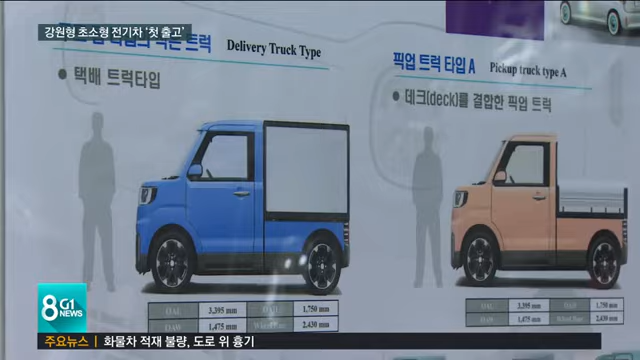 강원형 초소형 전기차 '첫 출고'
트럭
Delivery Truck Type
● 택배 트럭타입
픽업 트럭 타입 A Pickup truck type A
● 데크(deck)를 결합한 픽업 트럭
3,395 mm 1,750 mm
1,475 mm 2,430 mm
3,395 mm 1,750 mm
1,475 mm 2,430 mm
8 G1 NEWS
주요뉴스 화물차 적재 불량, 도로 위 흉기